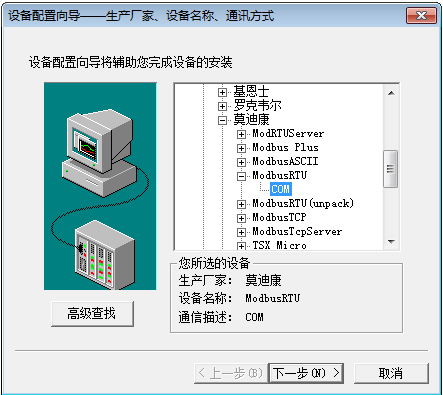 设备配置向导——生产厂家、设备名称、通讯方式
设备配置向导将辅助您完成设备的安装
基恩士
罗克韦尔
莫迪康
ModRTUServer
Modbus Plus
ModbusASCII
ModbusRTU
COM
ModbusRTU(unpack)
ModbusTCP
ModbusTcpServer
TSX Micro
您所选的设备
生产厂家： 莫迪康
设备名称： ModbusRTU
通信描述： COM
高级查找
< 上一步(B) 下一步(N) > 取消